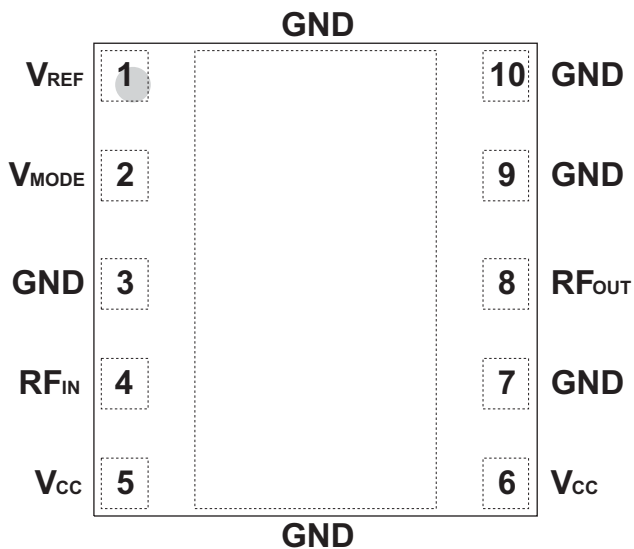 GND
VREF 1 10 GND
VMODE 2 9 GND
GND 3 8 RFOUT
RFIN 4 7 GND
VCC 5 6 VCC
GND